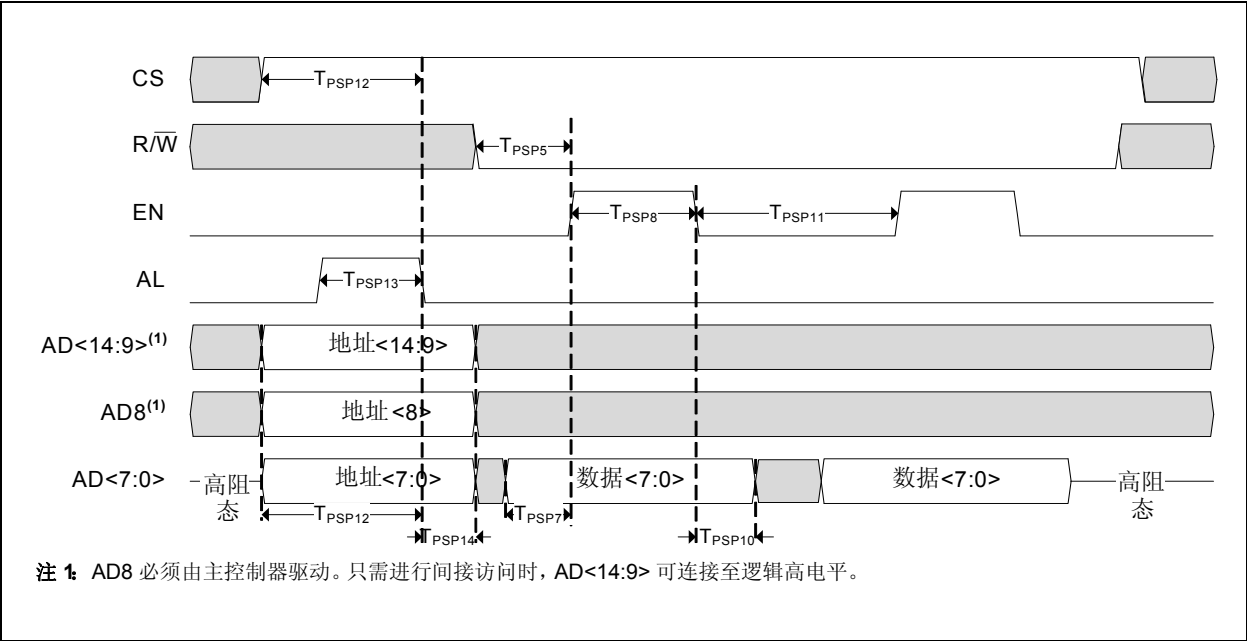 CS
TPSP12
R/W
TPSP5
EN
TPSP8
TPSP11
AL
TPSP13
AD<14:9>(1)
地址<14:9>
AD8(1)
地址<8>
AD<7:0>
高阻态
地址<7:0>
数据<7:0>
数据<7:0>
高阻态
TPSP12
TPSP7
TPSP14
TPSP10
注 1: AD8 必须由主控制器驱动。只需进行间接访问时，AD<14:9> 可连接至逻辑高电平。